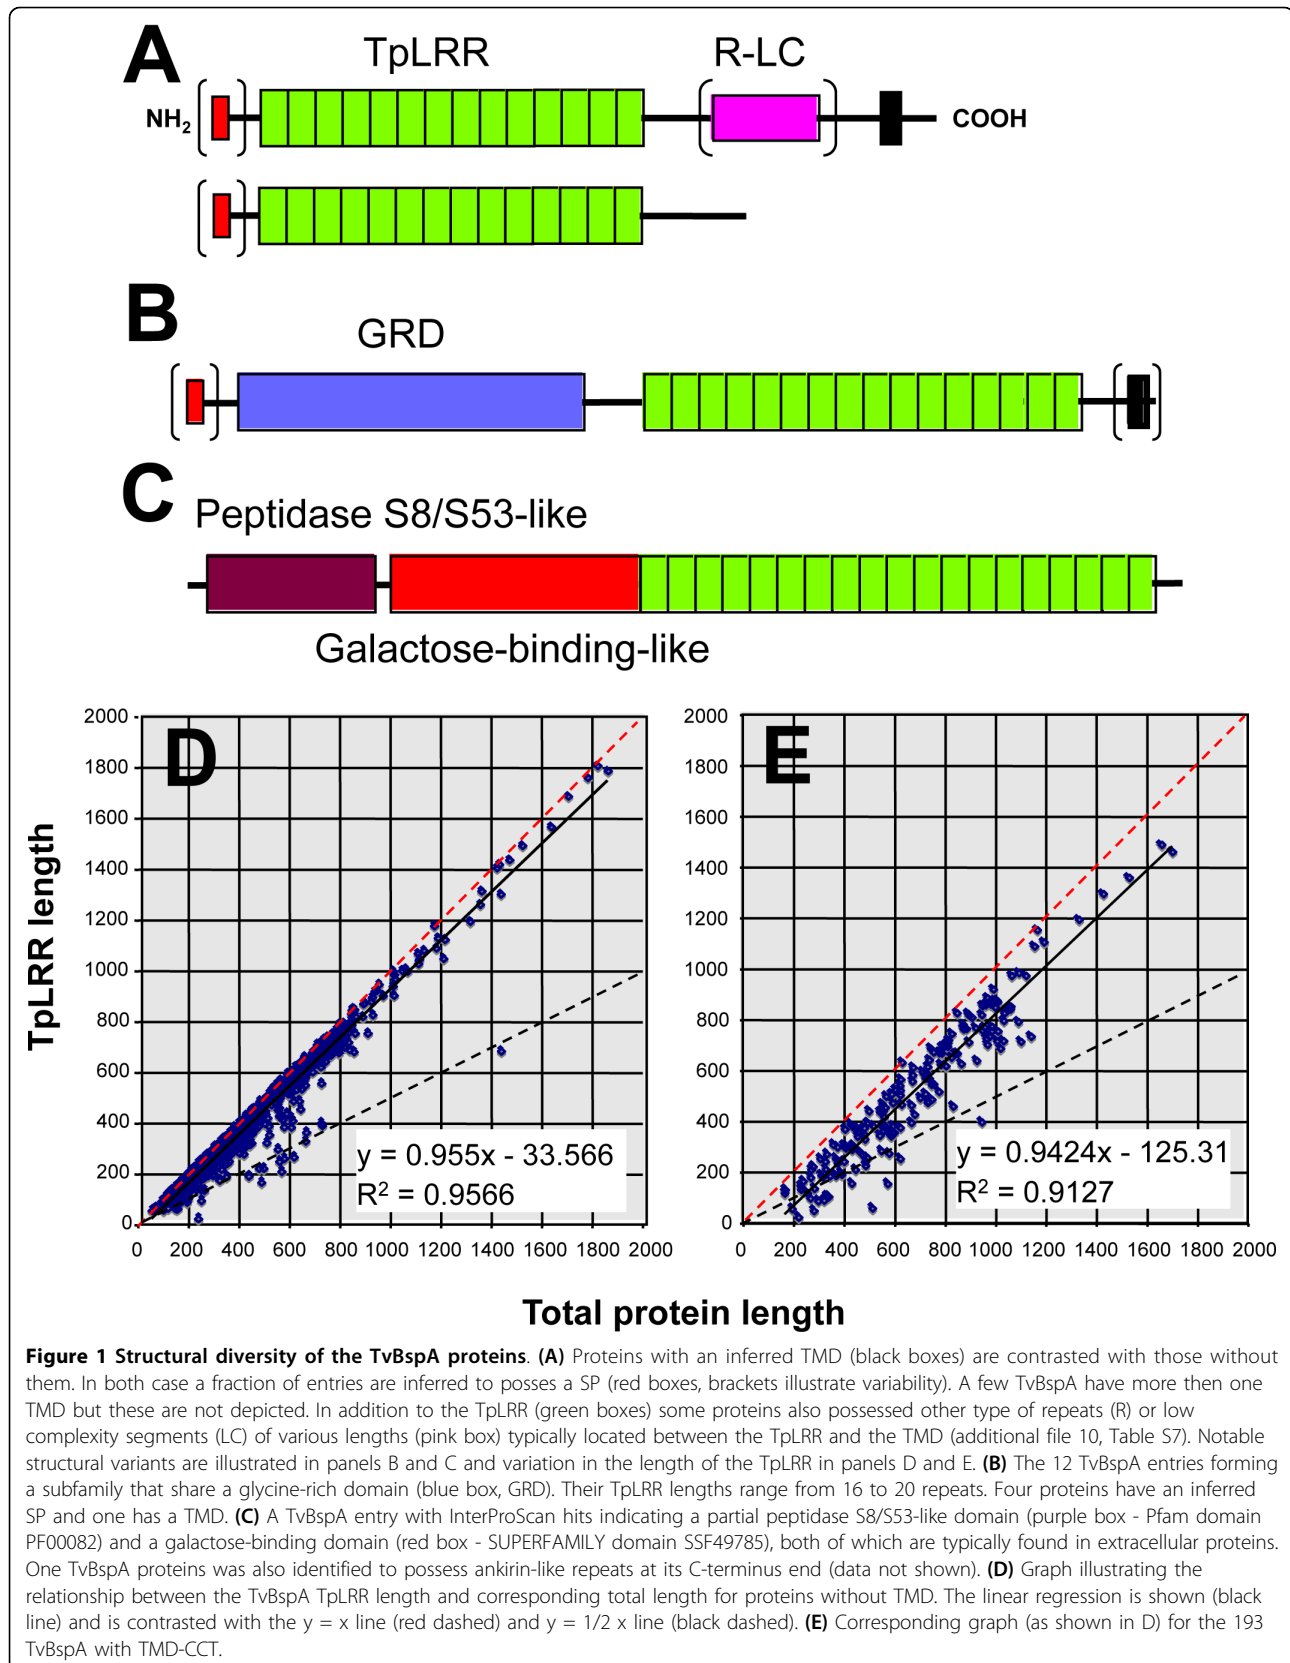 A
TpLRR
R-LC
NH2
COOH
B
GRD
C
Peptidase S8/S53-like
Galactose-binding-like
D
E
TpLRR length
2000
1800
1600
1400
1200
1000
800
600
400
200
0
0 200 400 600 800 1000 1200 1400 1600 1800 2000
y = 0.955x - 33.566
R² = 0.9566
2000
1800
1600
1400
1200
1000
800
600
400
200
0
0 200 400 600 800 1000 1200 1400 1600 1800 2000
y = 0.9424x - 125.31
R² = 0.9127
Total protein length
Figure 1 Structural diversity of the TvBspA proteins. (A) Proteins with an inferred TMD (black boxes) are contrasted with those without
them. In both case a fraction of entries are inferred to posses a SP (red boxes, brackets illustrate variability). A few TvBspA have more then one
TMD but these are not depicted. In addition to the TpLRR (green boxes) some proteins also possessed other type of repeats (R) or low
complexity segments (LC) of various lengths (pink box) typically located between the TpLRR and the TMD (additional file 10, Table S7). Notable
structural variants are illustrated in panels B and C and variation in the length of the TpLRR in panels D and E. (B) The 12 TvBspA entries forming
a subfamily that share a glycine-rich domain (blue box, GRD). Their TpLRR lengths range from 16 to 20 repeats. Four proteins have an inferred
SP and one has a TMD. (C) A TvBspA entry with InterProScan hits indicating a partial peptidase S8/S53-like domain (purple box - Pfam domain
PF00082) and a galactose-binding domain (red box - SUPERFAMILY domain SSF49785), both of which are typically found in extracellular proteins.
One TvBspA proteins was also identified to possess ankirin-like repeats at its C-terminus end (data not shown). (D) Graph illustrating the
relationship between the TvBspA TpLRR length and corresponding total length for proteins without TMD. The linear regression is shown (black
line) and is contrasted with the y = x line (red dashed) and y = 1/2 x line (black dashed). (E) Corresponding graph (as shown in D) for the 193
TvBspA with TMD-CCT.